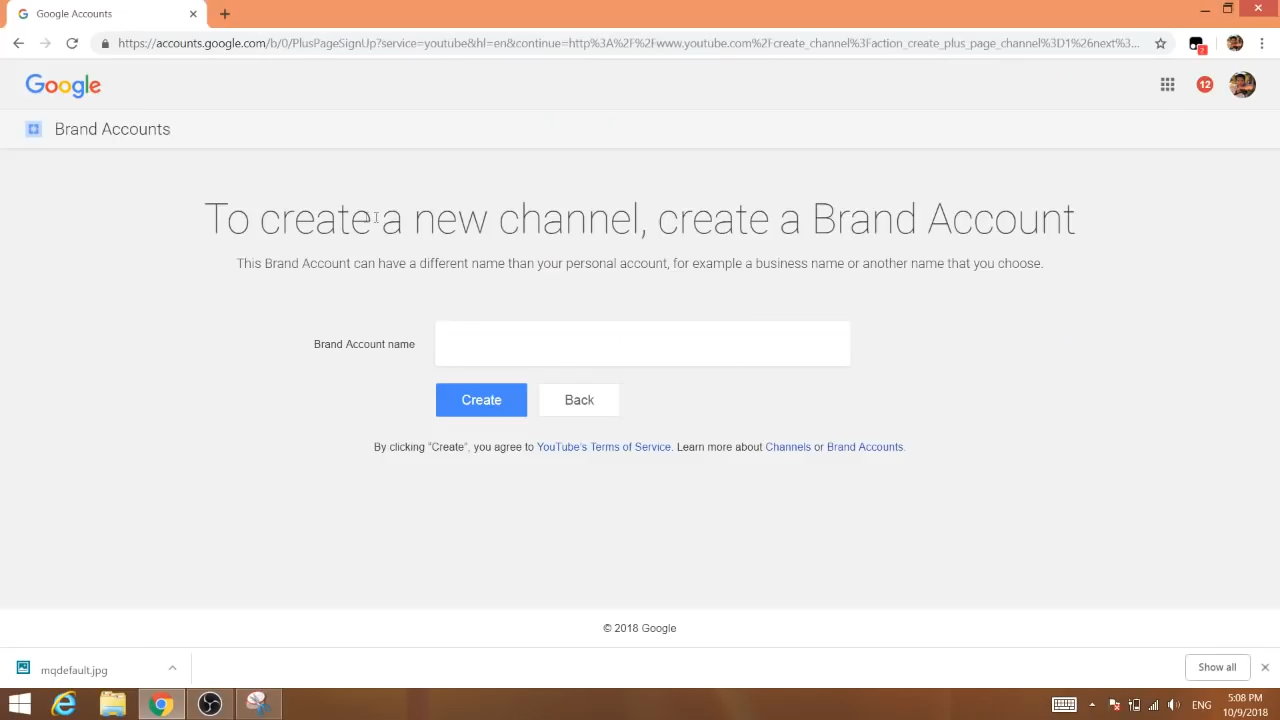 Google Accounts
https://accounts.google.com/b/0/PlusPageSignUp?service=youtube&hl=en&continue=http%3A%2F%2Fwww.youtube.com%2Fcreate_channel%3Faction_create_plus_page_channel%3D1%26next%3...
Google
12
Brand Accounts
To create a new channel, create a Brand Account
This Brand Account can have a different name than your personal account, for example a business name or another name that you choose.
Brand Account name
Create Back
By clicking "Create", you agree to YouTube's Terms of Service. Learn more about Channels or Brand Accounts.
© 2018 Google
mqdefault.jpg
Show all
ENG
5:08 PM
10/9/2018